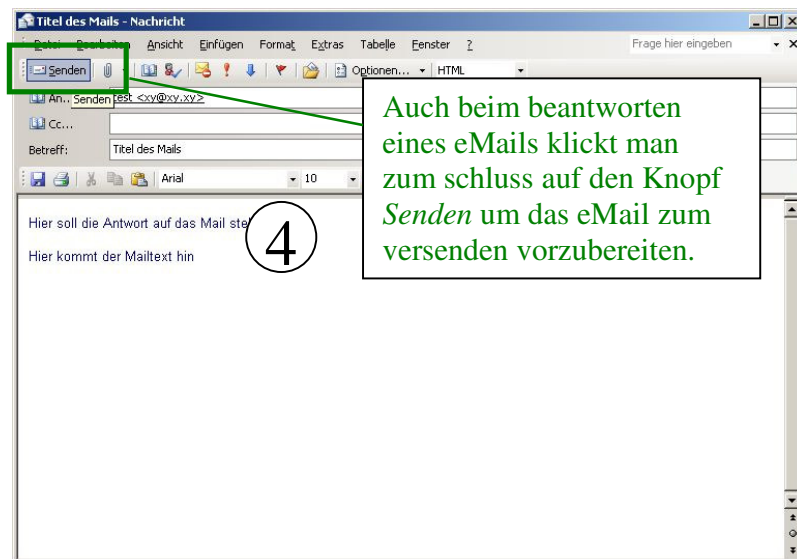 Titel des Mails - Nachricht
Datei Bearbeiten Ansicht Einfügen Format Extras Tabelle Fenster ? Frage hier eingeben
Senden Optionen... HTML
An... test <xy@xy.xy>
Senden
Cc...
Betreff: Titel des Mails
Arial 10
Auch beim beantworten
eines eMails klickt man
zum schluss auf den Knopf
Senden um das eMail zum
versenden vorzubereiten.
Hier soll die Antwort auf das Mail
4
Hier kommt der Mailtext hin